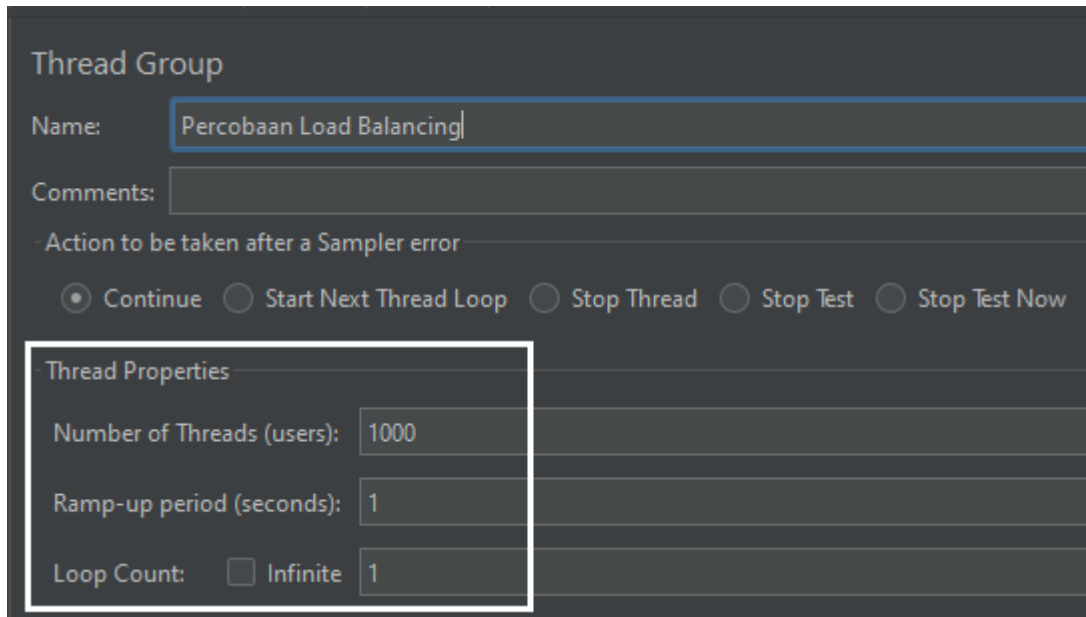 Thread Group
Name: Percobaan Load Balancing
Comments:
Action to be taken after a Sampler error
Continue Start Next Thread Loop Stop Thread Stop Test Stop Test Now
Thread Properties
Number of Threads (users): 1000
Ramp-up period (seconds): 1
Loop Count: Infinite 1